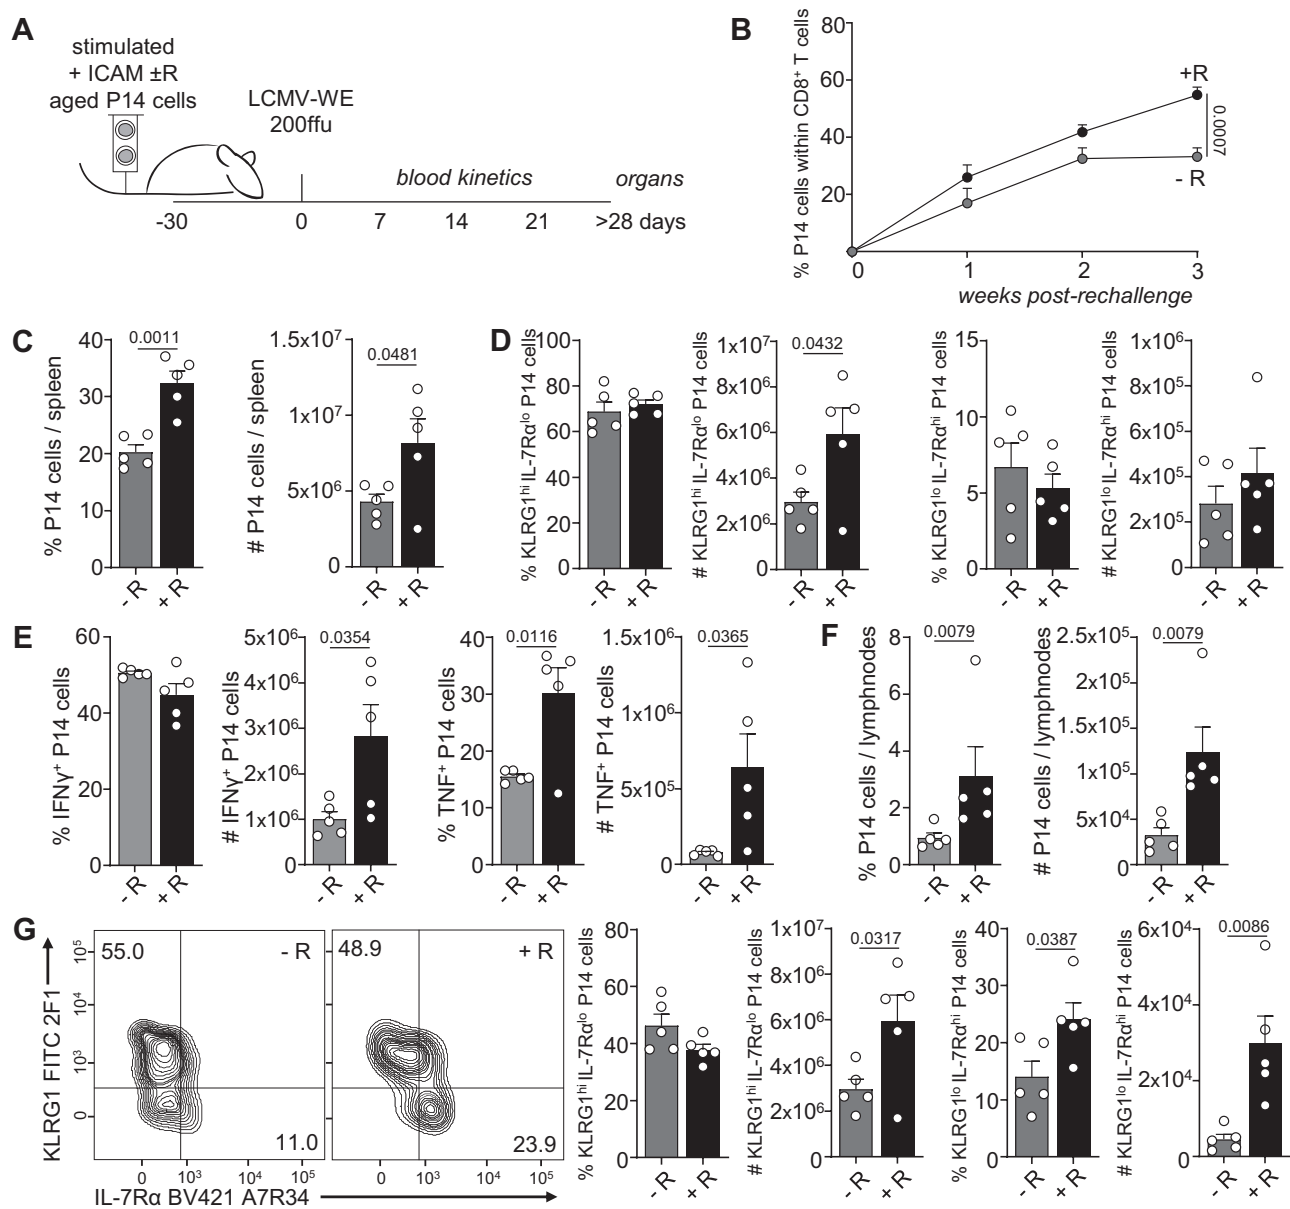 A
stimulated
+ ICAM ±R
aged P14 cells
LCMV-WE
200ffu
blood kinetics
organs
-30
0
7
14
21
>28 days
B
% P14 cells within CD8⁺ T cells
80
60
40
20
+R
- R
0.0007
0
1
2
3
weeks post-rechallenge
C
% P14 cells / spleen
40
30
20
10
0
0.0011
- R
+ R
# P14 cells / spleen
1.5x10⁷
1x10⁷
5x10⁶
0
0.0481
- R
+ R
D
% KLRG1ʰⁱ IL-7Rαˡᵒ P14 cells
100
80
60
40
20
0
- R
+ R
# KLRG1ʰⁱ IL-7Rαˡᵒ P14 cells
1x10⁷
8x10⁶
6x10⁶
4x10⁶
2x10⁶
0
0.0432
- R
+ R
% KLRG1ˡᵒ IL-7Rαʰⁱ P14 cells
15
10
5
0
- R
+ R
# KLRG1ˡᵒ IL-7Rαʰⁱ P14 cells
1x10⁶
8x10⁵
6x10⁵
4x10⁵
2x10⁵
0
- R
+ R
E
% IFNγ⁺ P14 cells
60
40
20
0
- R
+ R
# IFNγ⁺ P14 cells
5x10⁶
4x10⁶
3x10⁶
2x10⁶
1x10⁶
0
0.0354
- R
+ R
% TNF⁺ P14 cells
40
30
20
10
0
0.0116
- R
+ R
# TNF⁺ P14 cells
1.5x10⁶
1x10⁶
5x10⁵
0
0.0365
- R
+ R
F
% P14 cells / lymphnodes
8
6
4
2
0
0.0079
- R
+ R
# P14 cells / lymphnodes
2.5x10⁵
2x10⁵
1.5x10⁵
1x10⁵
5x10⁴
0
0.0079
- R
+ R
G
KLRG1 FITC 2F1
10⁵
10⁴
10³
0
55.0
- R
11.0
0
10³
10⁴
10⁵
48.9
+ R
23.9
0
10³
10⁴
10⁵
IL-7Rα BV421 A7R34
% KLRG1ʰⁱ IL-7Rαˡᵒ P14 cells
80
60
40
20
0
- R
+ R
# KLRG1ʰⁱ IL-7Rαˡᵒ P14 cells
1x10⁷
8x10⁶
6x10⁶
4x10⁶
2x10⁶
0
0.0317
- R
+ R
% KLRG1ˡᵒ IL-7Rαʰⁱ P14 cells
40
30
20
10
0
0.0387
- R
+ R
# KLRG1ˡᵒ IL-7Rαʰⁱ P14 cells
6x10⁴
4x10⁴
2x10⁴
0
0.0086
- R
+ R